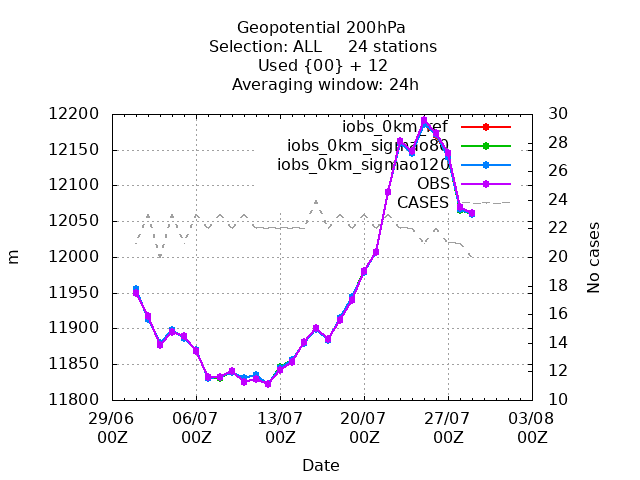 Geopotential 200hPa
Selection: ALL 24 stations
Used {00} + 12
Averaging window: 24h
12200
12150
12100
12050
12000
11950
11900
11850
11800
m
30
28
26
24
22
20
18
16
14
12
10
No cases
iobs_0km_ref
iobs_0km_sigmao80
iobs_0km_sigmao120
OBS
CASES
29/06 06/07 13/07 20/07 27/07 03/08
00Z 00Z 00Z 00Z 00Z 00Z
Date